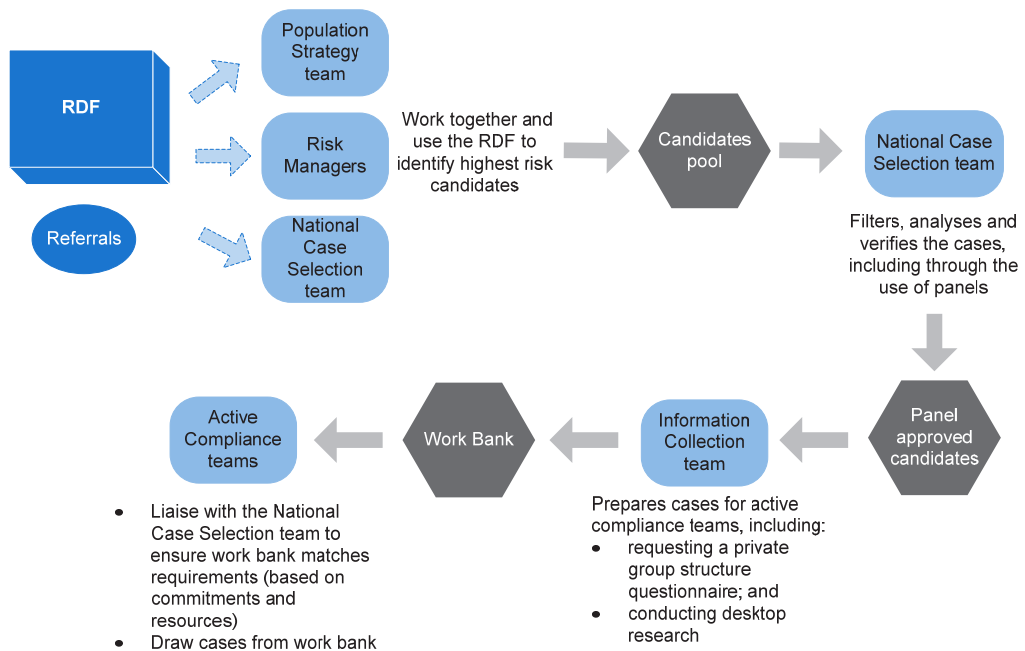 RDF
Referrals
Population
Strategy
team
Risk
Managers
National
Case
Selection
team
Work together and
use the RDF to
identify highest risk
candidates
Candidates
pool
National Case
Selection team
Filters, analyses and
verifies the cases,
including through the
use of panels
Panel
approved
candidates
Information
Collection
team
Prepares cases for active
compliance teams, including:
● requesting a private
group structure
questionnaire; and
● conducting desktop
research
Work Bank
Active
Compliance
teams
● Liaise with the National
Case Selection team to
ensure work bank matches
requirements (based on
commitments and
resources)
● Draw cases from work bank